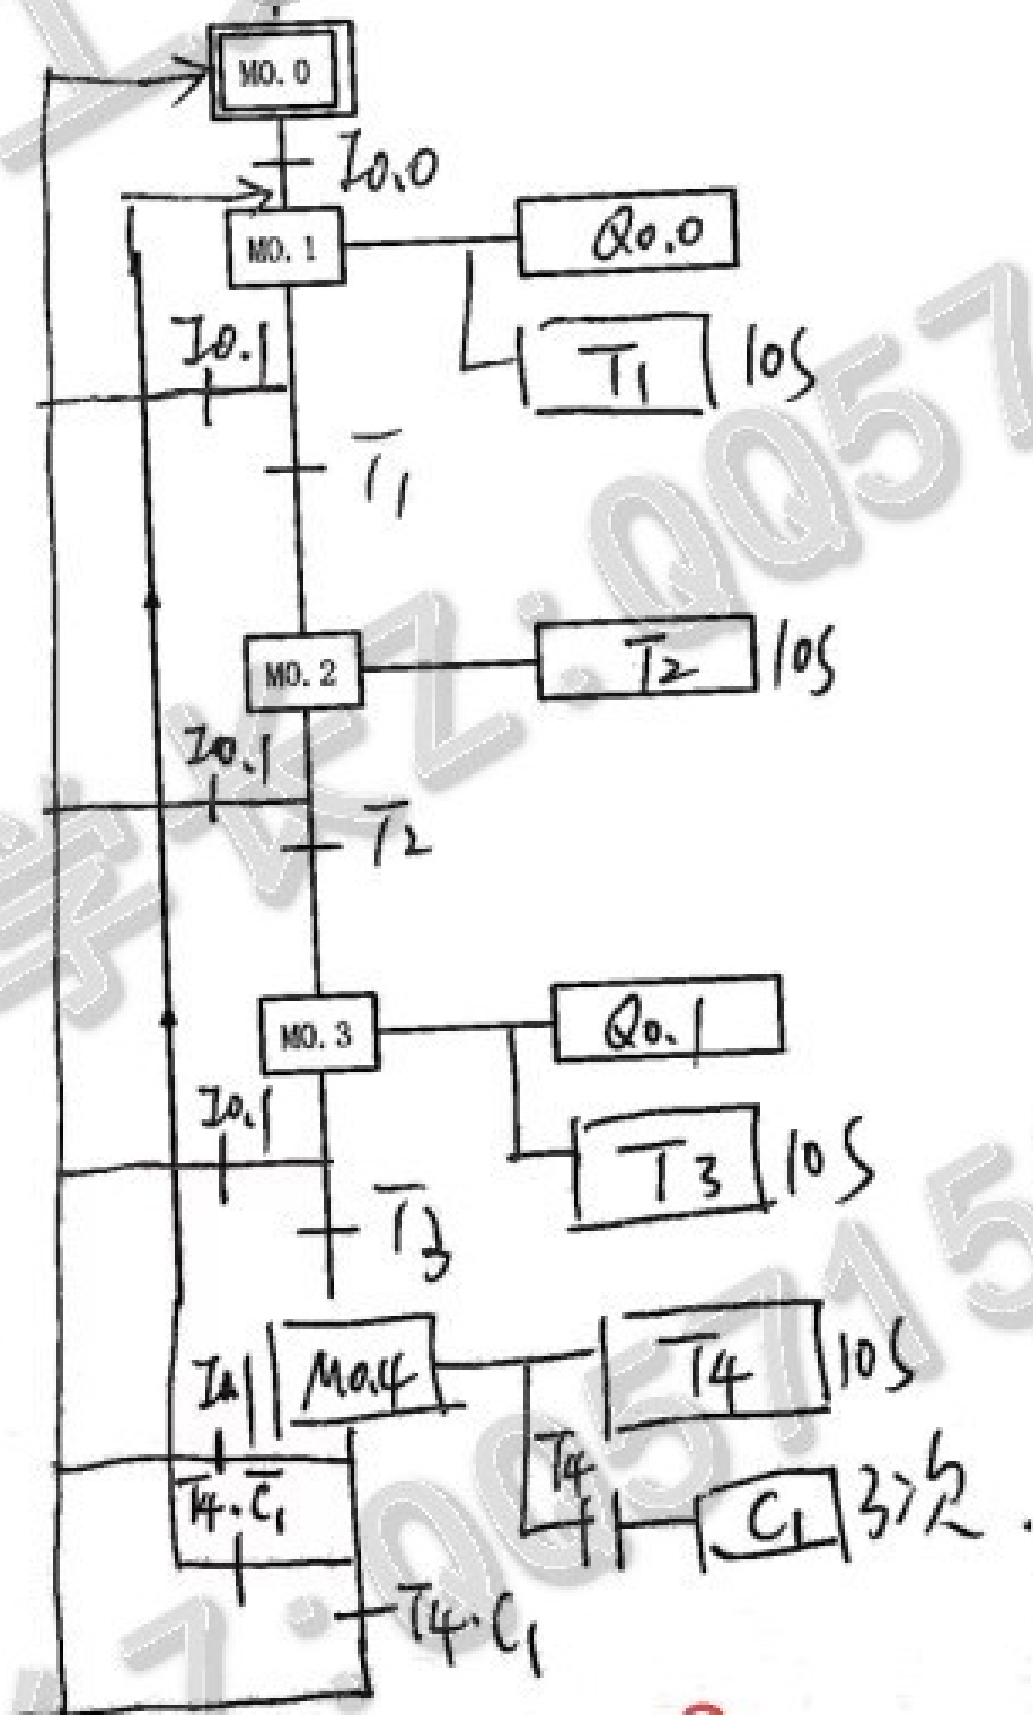 M0.0
I0.0
M0.1 Q0.0
I0.1 T1 10S
T1
M0.2 T2 10S
I0.1
T2
M0.3 Q0.1
I0.1 T3 10S
T3
I0.1 M0.4 T4 10S
T4·C̅1 T4 C1 3次.
T4·C1